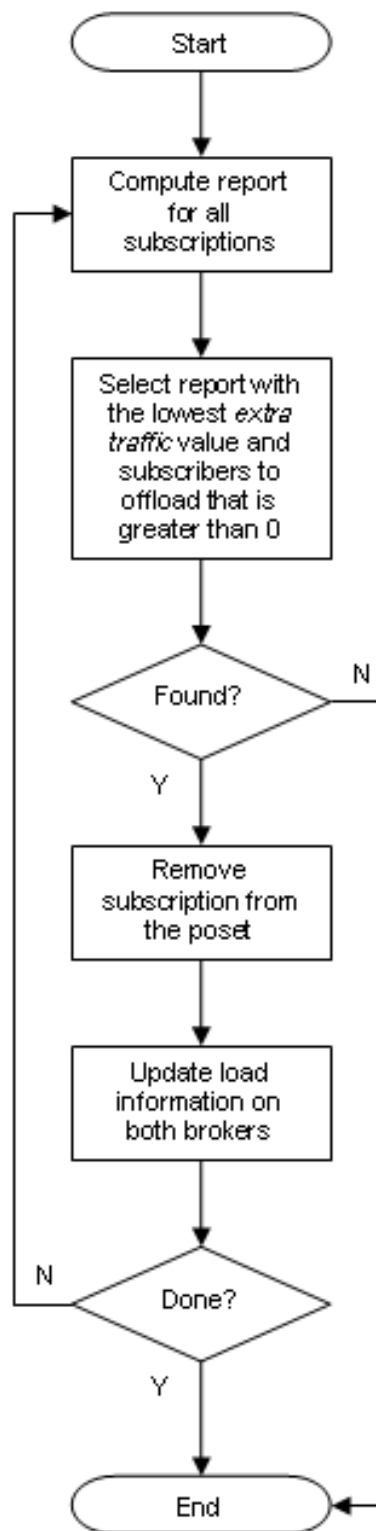 Start
Compute report
for all
subscriptions
Select report with
the lowest extra
traffic value and
subscribers to
offload that is
greater than 0
Found?
N
Y
Remove
subscription from
the poset
Update load
information on
both brokers
N
Done?
Y
End